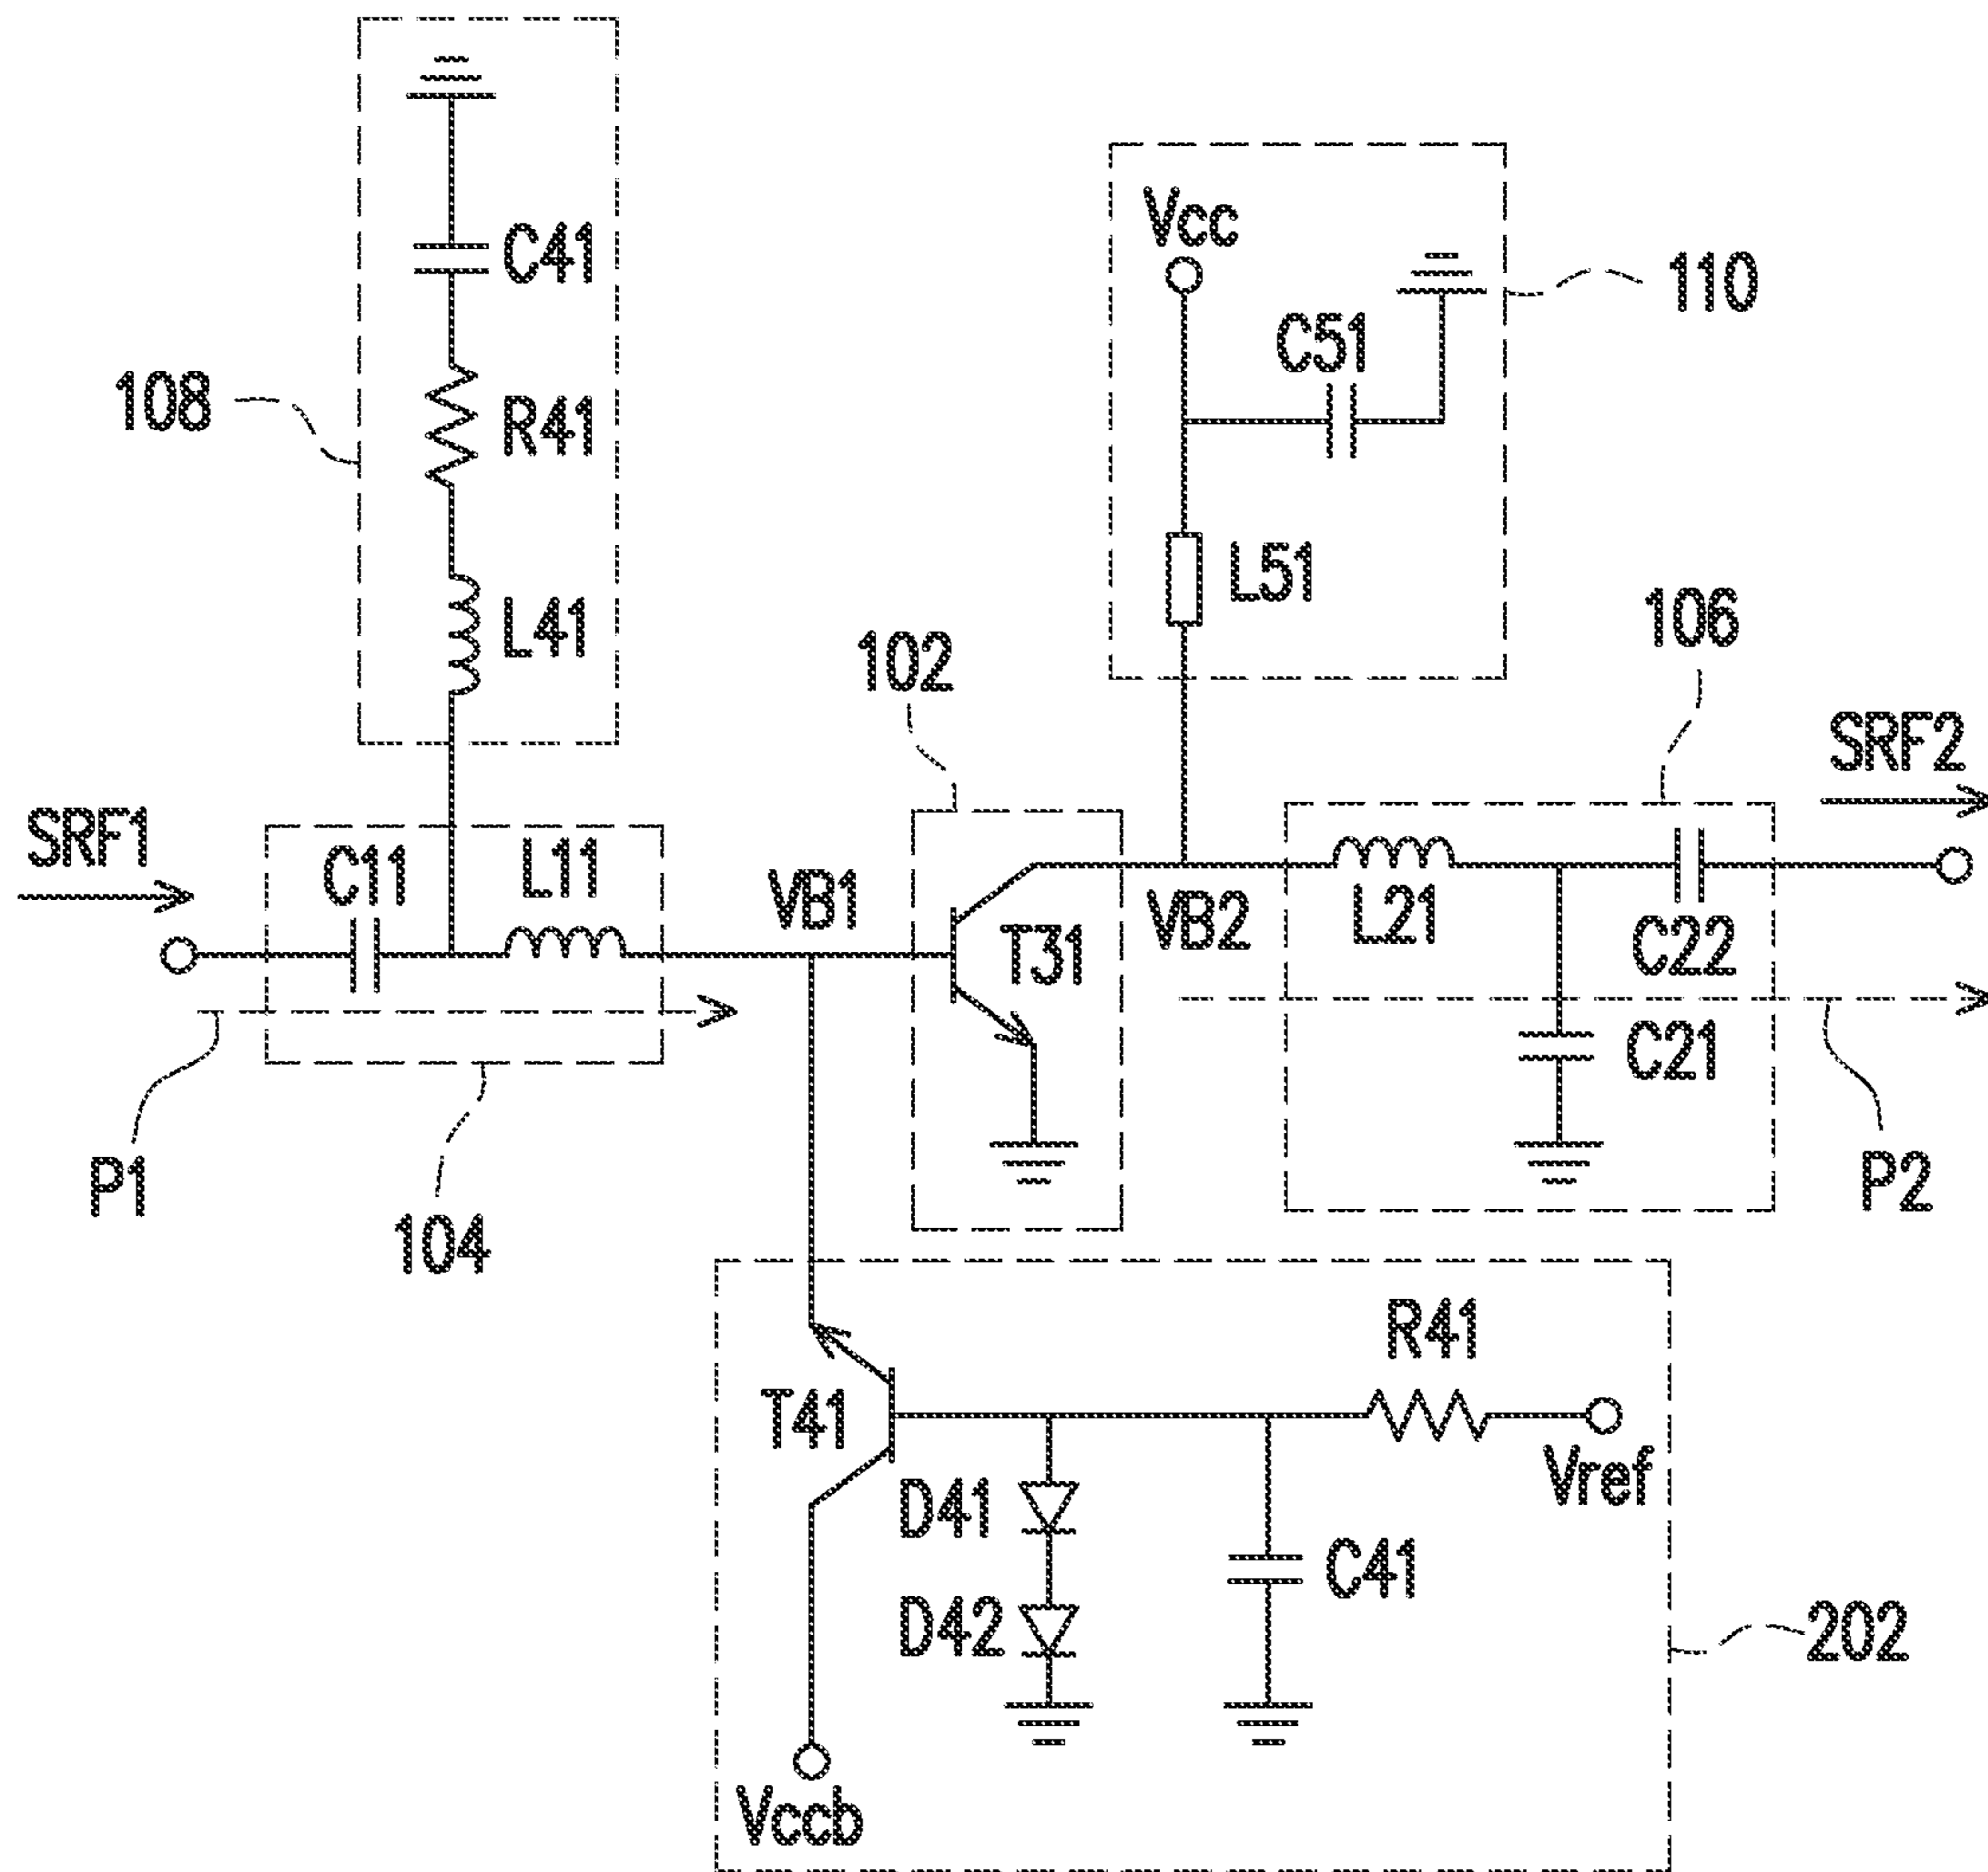 C41
Vcc
110
C51
108
R41
L51
L41
106
102
SRF2
SRF1
C11
L11
VB1
VB2
L21
C22
T31
C21
P1
P2
104
R41
T41
Vref
D41
C41
D42
202
Vccb